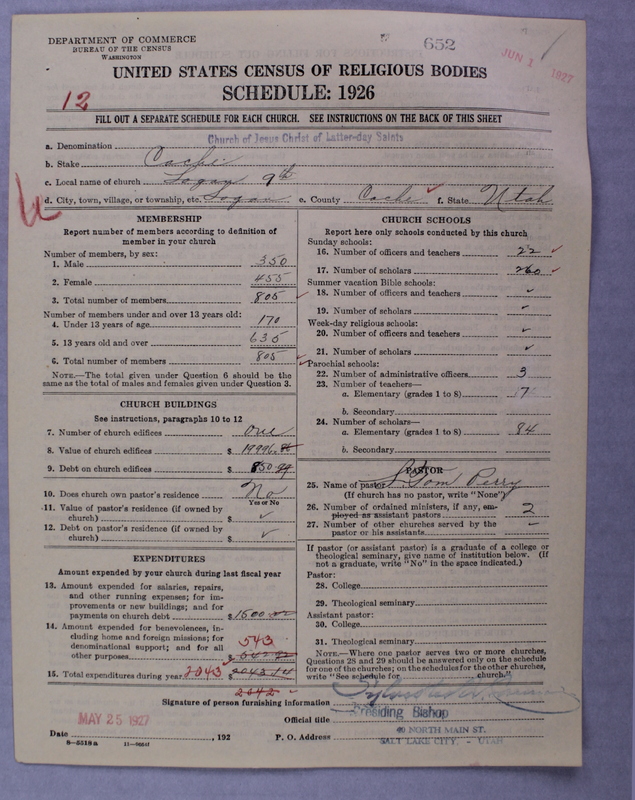 DEPARTMENT OF COMMERCE
BUREAU OF THE CENSUS
WASHINGTON
652
JUN 1 1927
UNITED STATES CENSUS OF RELIGIOUS BODIES
SCHEDULE: 1926
12
FILL OUT A SEPARATE SCHEDULE FOR EACH CHURCH. SEE INSTRUCTIONS ON THE BACK OF THIS SHEET
a. Denomination Church of Jesus Christ of Latter-day Saints
b. Stake Cache
c. Local name of church Logan 9th
d. City, town, village, or township, etc. Logan e. County Cache f. State Utah
MEMBERSHIP
Report number of members according to definition of
member in your church
Number of members, by sex:
1. Male 350
2. Female 455
3. Total number of members 805
Number of members under and over 13 years old:
4. Under 13 years of age 170
5. 13 years old and over 635
6. Total number of members 805
NOTE.—The total given under Question 6 should be the
same as the total of males and females given under Question 3.
CHURCH BUILDINGS
See instructions, paragraphs 10 to 12
7. Number of church edifices One
8. Value of church edifices $ 19996
9. Debt on church edifices $ 850
10. Does church own pastor's residence No
Yes or No
11. Value of pastor's residence (if owned by
church) $
12. Debt on pastor's residence (if owned by
church) $
EXPENDITURES
Amount expended by your church during last fiscal year
13. Amount expended for salaries, repairs,
and other running expenses; for im-
provements or new buildings; and for
payments on church debt $ 1500
14. Amount expended for benevolences, in-
cluding home and foreign missions; for
denominational support; and for all
other purposes $ 543
15. Total expenditures during year 2043 $ 2043.14
2042
CHURCH SCHOOLS
Report here only schools conducted by this church
Sunday schools:
16. Number of officers and teachers 22
17. Number of scholars 260
Summer vacation Bible schools:
18. Number of officers and teachers
19. Number of scholars
Week-day religious schools:
20. Number of officers and teachers
21. Number of scholars
Parochial schools:
22. Number of administrative officers 3
23. Number of teachers—
a. Elementary (grades 1 to 8) 17
b. Secondary
24. Number of scholars—
a. Elementary (grades 1 to 8) 84
b. Secondary
PASTOR
25. Name of pastor Tom Perry
(If church has no pastor, write "None")
26. Number of ordained ministers, if any, em-
ployed as assistant pastors 2
27. Number of other churches served by the
pastor or his assistants
If pastor (or assistant pastor) is a graduate of a college or
theological seminary, give name of institution below. (If
not a graduate, write "No" in the space indicated.)
Pastor:
28. College
29. Theological seminary
Assistant pastor:
30. College
31. Theological seminary
NOTE.—Where one pastor serves two or more churches,
Questions 28 and 29 should be answered only on the schedule
for one of the churches; on the schedules for the other churches,
write "See schedule for church."
Signature of person furnishing information
Official title Presiding Bishop
MAY 25 1927
Date , 192 P. O. Address 40 NORTH MAIN ST.
SALT LAKE CITY, - UTAH
8-5518a 11-9664f